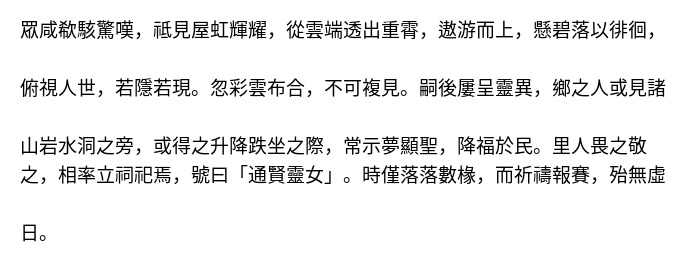 眾咸欷駭驚嘆，祇見屋虹輝耀，從雲端透出重霄，遨游而上，懸碧落以徘徊，
俯視人世，若隱若現。忽彩雲布合，不可複見。嗣後屢呈靈異，鄉之人或見諸
山岩水洞之旁，或得之升降跌坐之際，常示夢顯聖，降福於民。里人畏之敬
之，相率立祠祀焉，號曰「通賢靈女」。時僅落落數椽，而祈禱報賽，殆無虛
日。